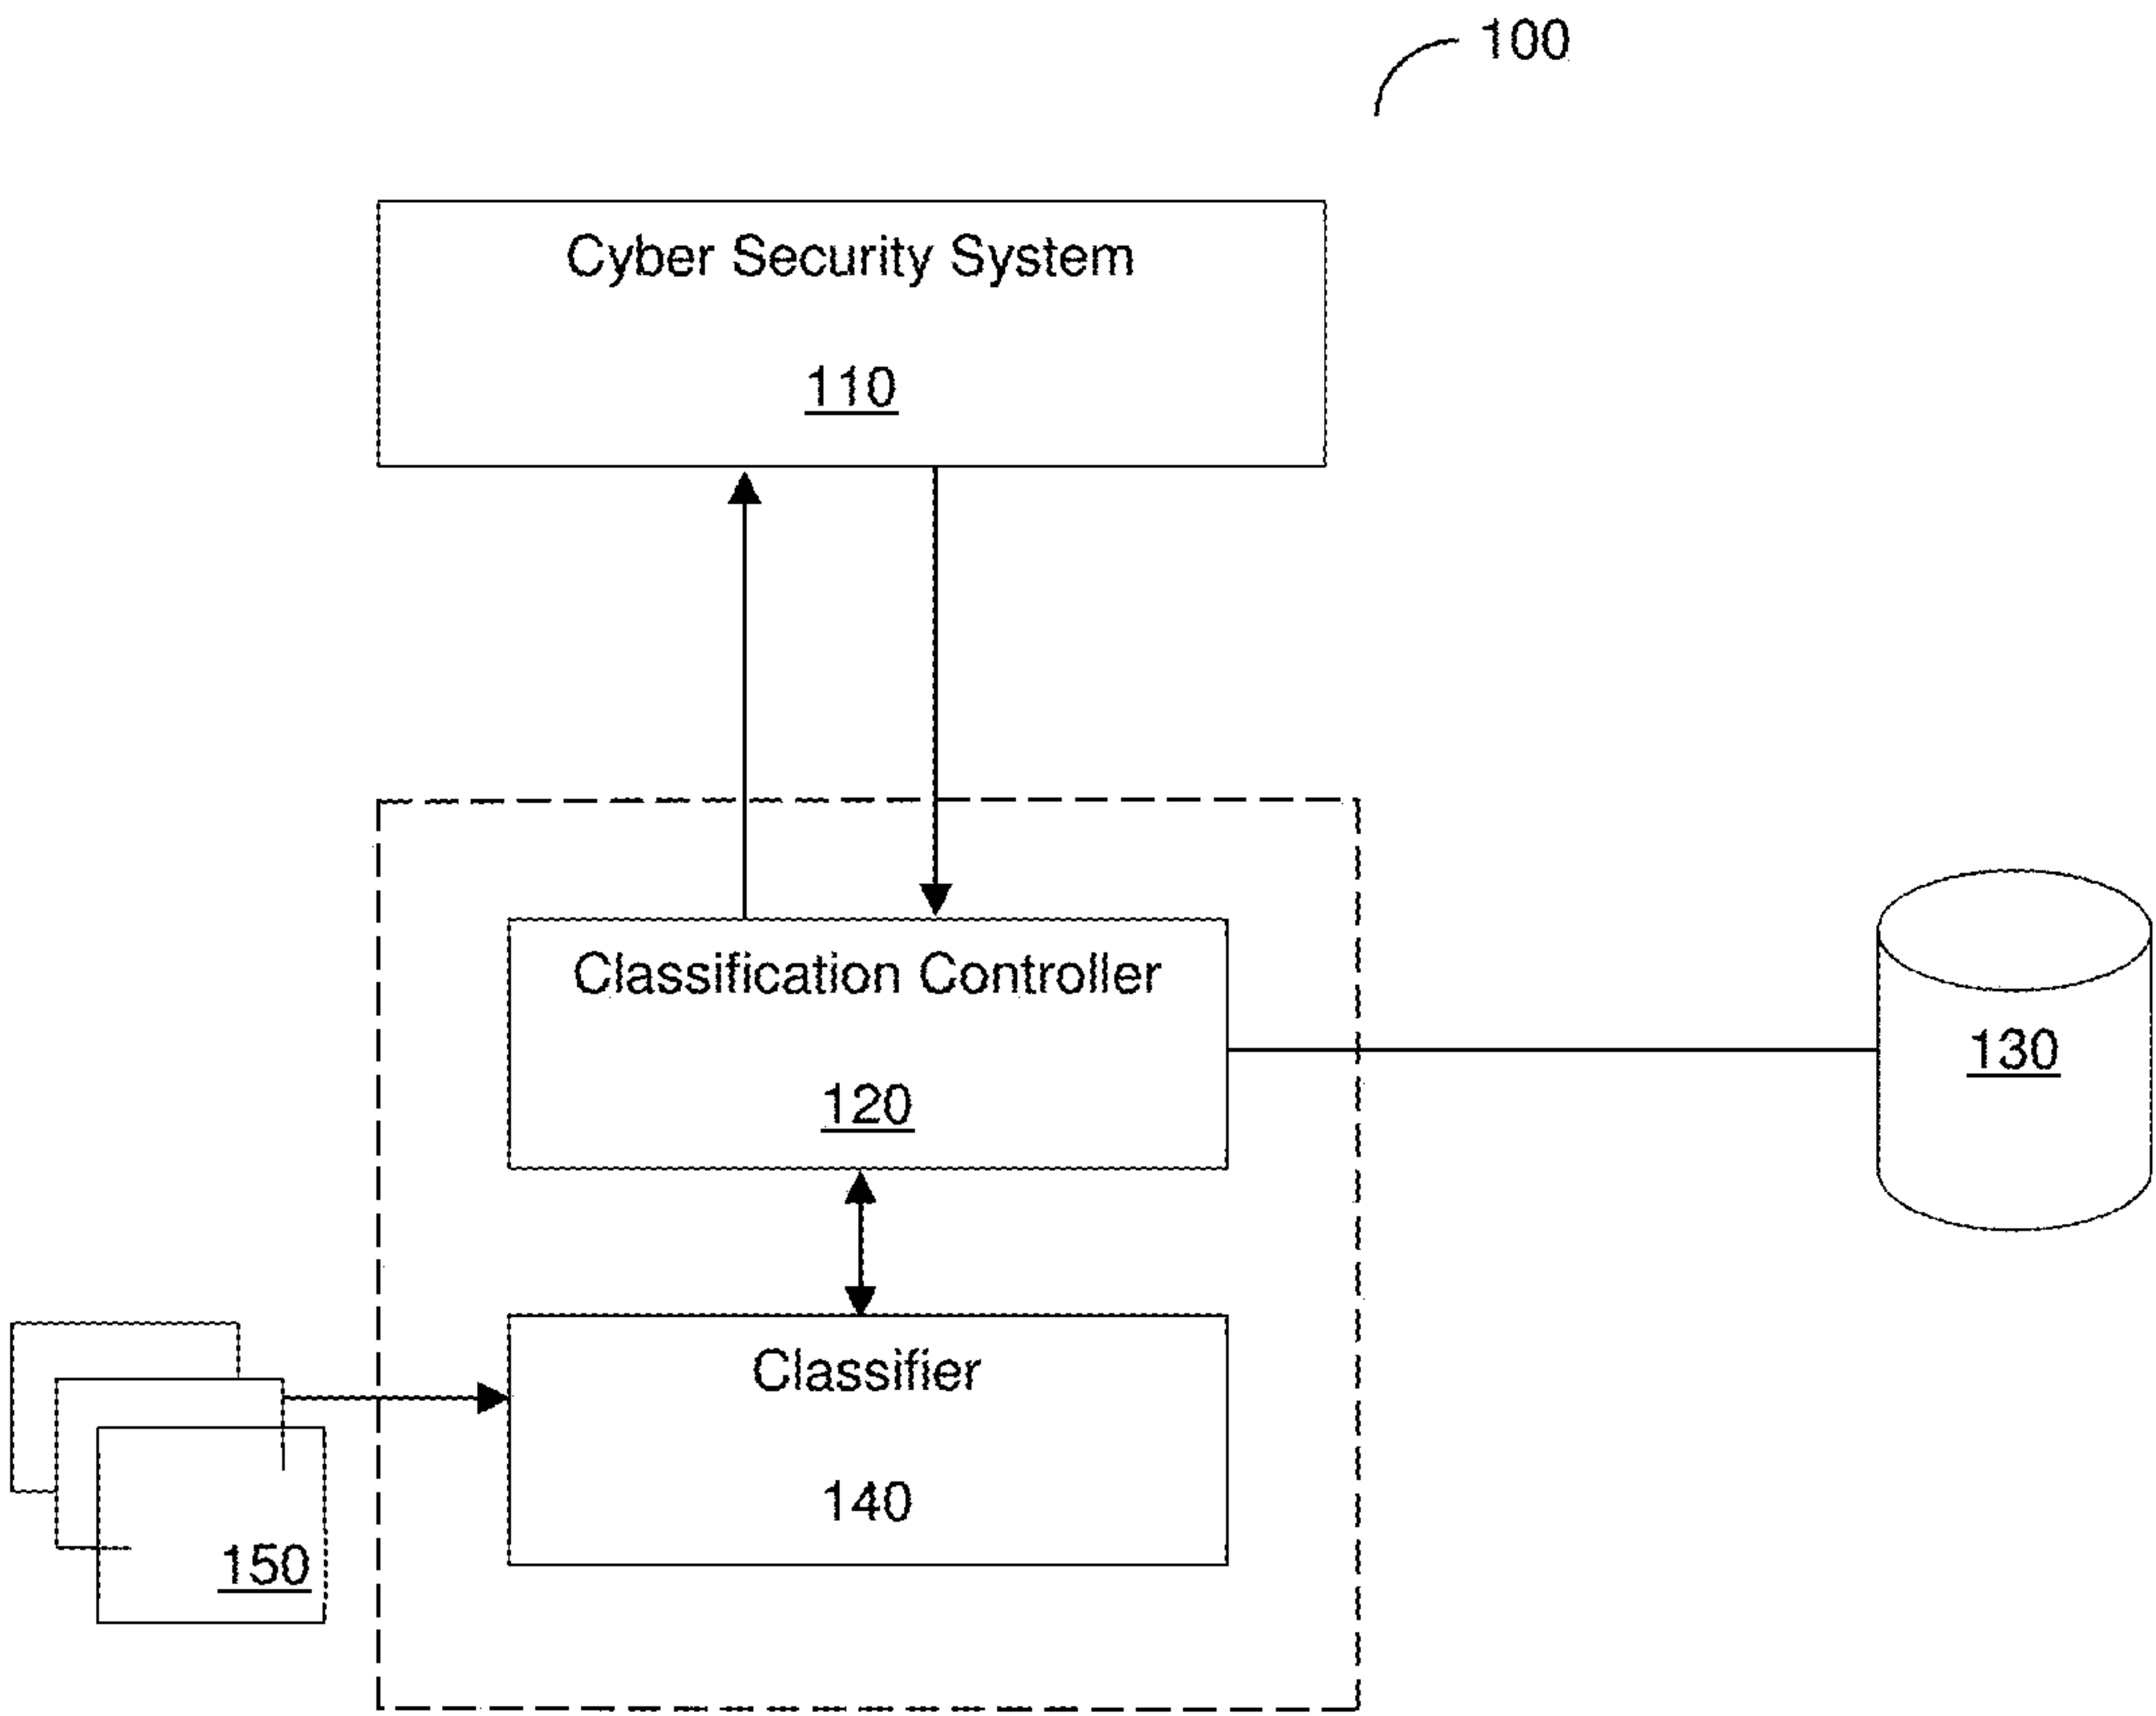 100
Cyber Security System
110
Classification Controller
120
130
Classifier
140
150